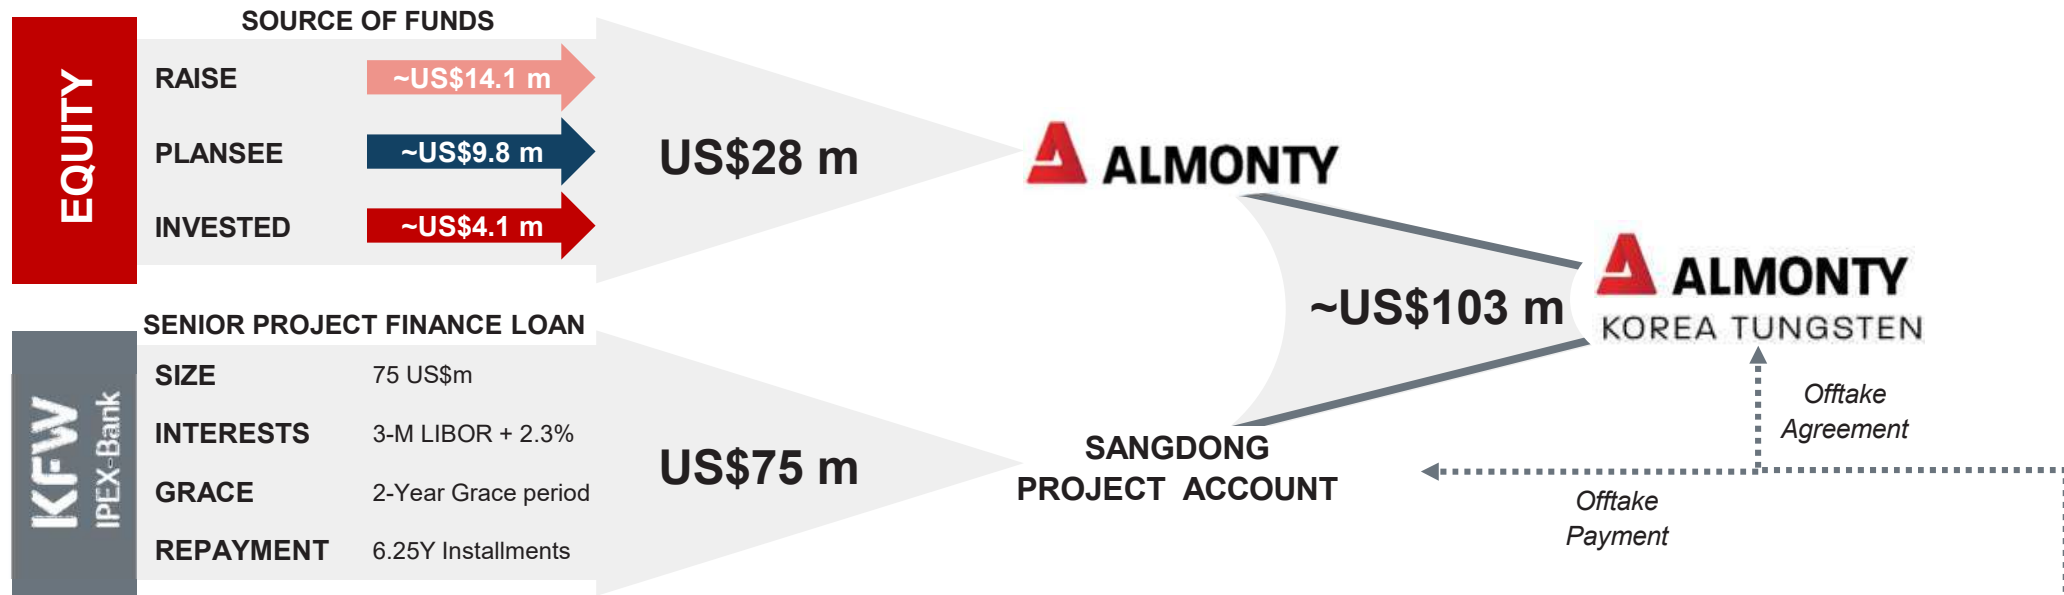 SOURCE OF FUNDS
EQUITY
RAISE
~US$14.1 m
PLANSEE
~US$9.8 m
INVESTED
~US$4.1 m
US$28 m
ALMONTY
SENIOR PROJECT FINANCE LOAN
KFW
IPEX-Bank
SIZE
75 US$m
INTERESTS
3-M LIBOR + 2.3%
GRACE
2-Year Grace period
REPAYMENT
6.25Y Installments
US$75 m
SANGDONG
PROJECT ACCOUNT
~US$103 m
ALMONTY
KOREA TUNGSTEN
Offtake
Agreement
Offtake
Payment